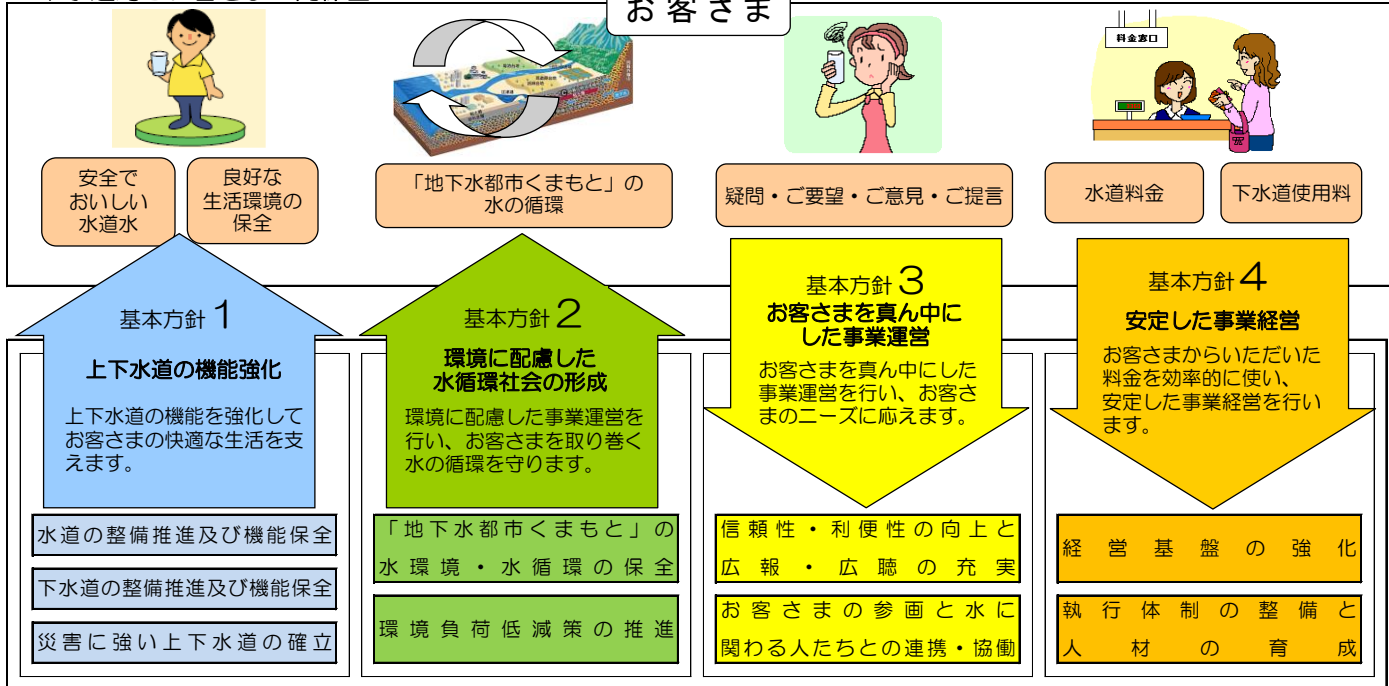 お客さま
料金窓口
安全で
おいしい
水道水
良好な
生活環境の
保全
「地下水都市くまもと」の
水の循環
疑問・ご要望・ご意見・ご提言
水道料金
下水道使用料
基本方針 1
上下水道の機能強化
上下水道の機能を強化して
お客さまの快適な生活を支
えます。
水道の整備推進及び機能保全
下水道の整備推進及び機能保全
災害に強い上下水道の確立
基本方針 2
環境に配慮した
水循環社会の形成
環境に配慮した事業運営を
行い、お客さまを取り巻く
水の循環を守ります。
「地下水都市くまもと」の
水環境・水循環の保全
環境負荷低減策の推進
基本方針 3
お客さまを真ん中に
した事業運営
お客さまを真ん中にした
事業運営を行い、お客さ
まのニーズに応えます。
信頼性・利便性の向上と
広報・広聴の充実
お客さまの参画と水に
関わる人たちとの連携・協働
基本方針 4
安定した事業経営
お客さまからいただいた
料金を効率的に使い、
安定した事業経営を行い
ます。
経営基盤の強化
執行体制の整備と
人材の育成